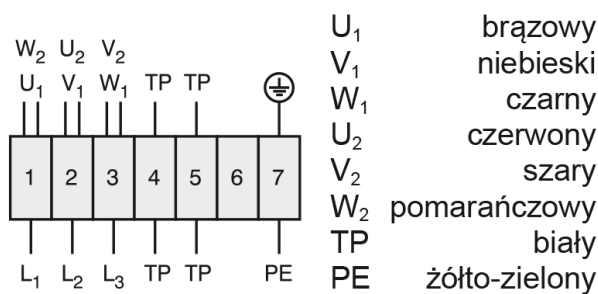 W₂ U₂ V₂
U₁ V₁ W₁ TP TP
1 2 3 4 5 6 7
L₁ L₂ L₃ TP TP PE
U₁ brązowy
V₁ niebieski
W₁ czarny
U₂ czerwony
V₂ szary
W₂ pomarańczowy
TP biały
PE żółto-zielony